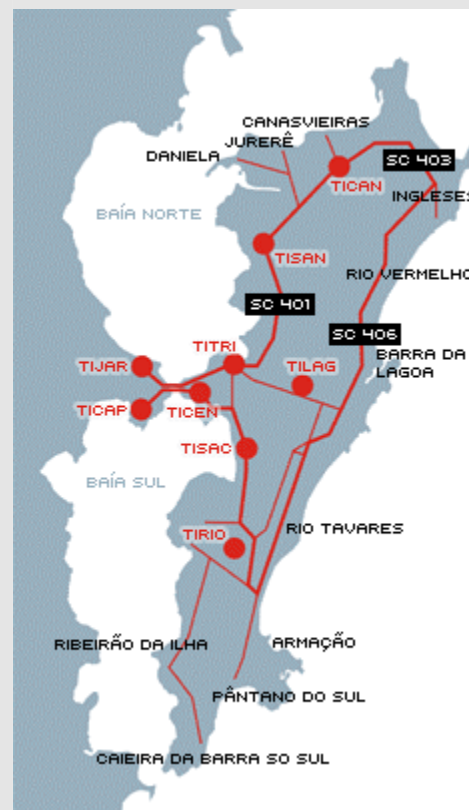 CANASVIEIRAS
JURERÊ
DANIELA
SC 403
TICAN
INGLESES
BAÍA NORTE
TISAN
RIO VERMELHO
SC 401
SC 406
TITRI
BARRA DA
LAGOA
TIJAR
TILAG
TICAP
TICEN
TISAC
BAÍA SUL
RIO TAVARES
TIRIO
RIBEIRÃO DA ILHA
ARMAÇÃO
PÂNTANO DO SUL
CAIEIRA DA BARRA SO SUL